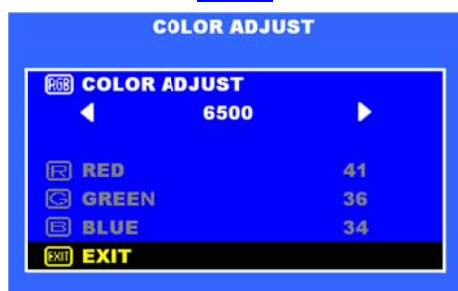 COLOR ADJUST
RGB COLOR ADJUST
6500
R RED 41
G GREEN 36
B BLUE 34
EXIT EXIT